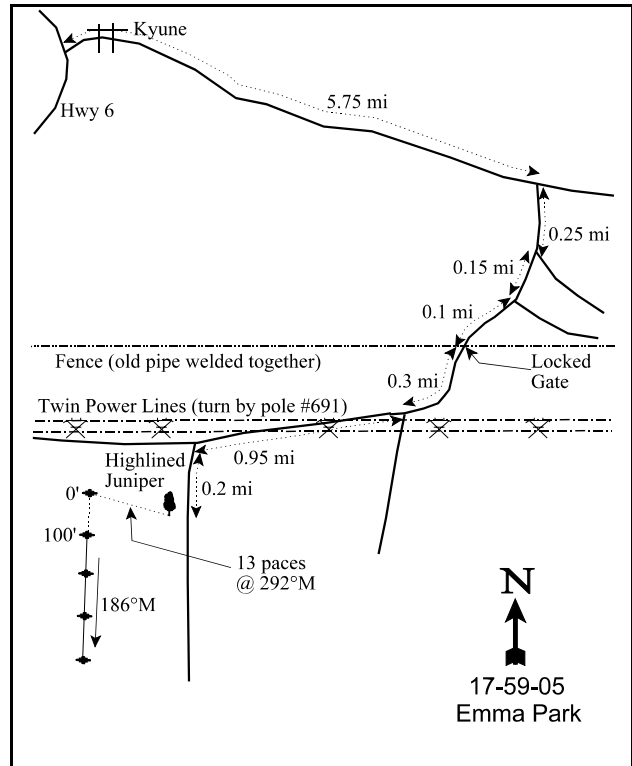 Kyune
Hwy 6
5.75 mi
0.25 mi
0.15 mi
0.1 mi
Fence (old pipe welded together)
Locked
Gate
0.3 mi
Twin Power Lines (turn by pole #691)
0.95 mi
Highlined
Juniper
0.2 mi
0'
100'
13 paces
@ 292°M
186°M
N
17-59-05
Emma Park